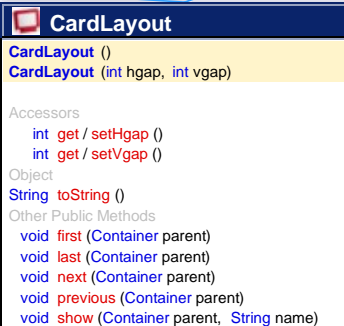 CardLayout
CardLayout ()
CardLayout (int hgap, int vgap)
Accessors
int get / setHgap ()
int get / setVgap ()
Object
String toString ()
Other Public Methods
void first (Container parent)
void last (Container parent)
void next (Container parent)
void previous (Container parent)
void show (Container parent, String name)